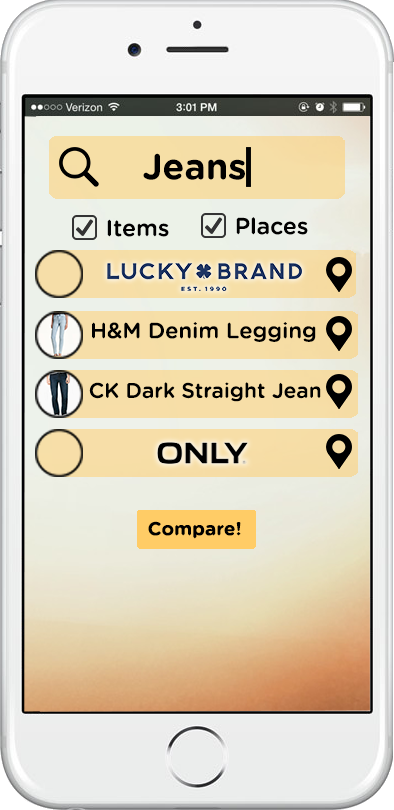 Verizon 3:01 PM
Jeans
Items Places
LUCKY BRAND
EST. 1990
H&M Denim Legging
CK Dark Straight Jean
ONLY
Compare!